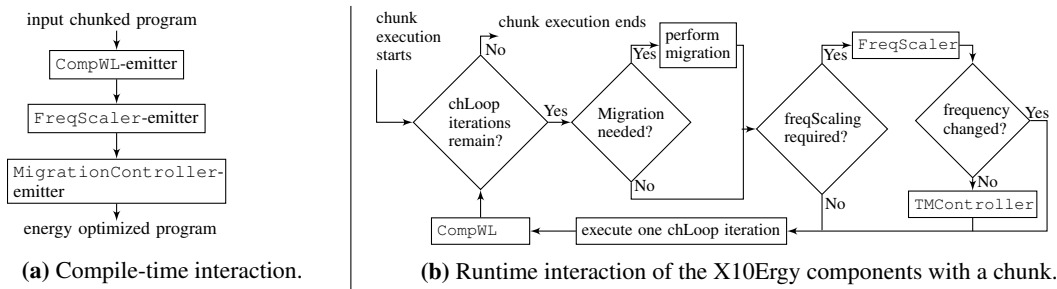 input chunked program
CompWL-emitter
FreqScaler-emitter
MigrationController-
emitter
energy optimized program
(a) Compile-time interaction.
chunk
execution
starts
chunk execution ends
No
chLoop
iterations
remain?
Yes
Migration
needed?
Yes
perform
migration
No
freqScaling
required?
Yes
FreqScaler
No
frequency
changed?
Yes
No
TMController
execute one chLoop iteration
CompWL
(b) Runtime interaction of the X10Ergy components with a chunk.